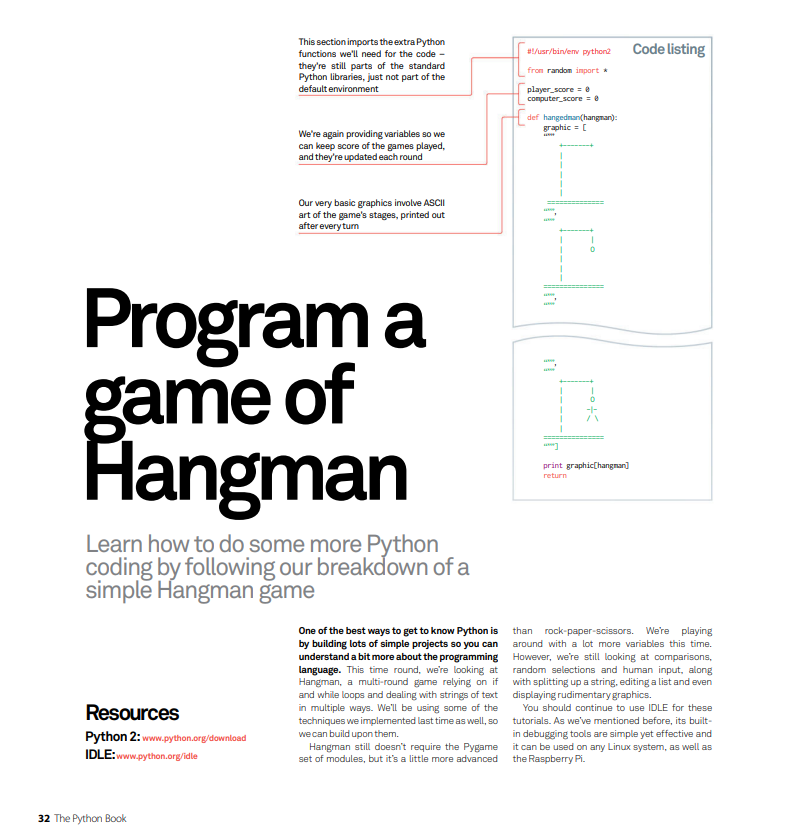 This section imports the extra Python
functions we'll need for the code –
they're still parts of the standard
Python libraries, just not part of the
default environment
We're again providing variables so we
can keep score of the games played,
and they're updated each round
Our very basic graphics involve ASCII
art of the game's stages, printed out
after every turn
Code listing
#!/usr/bin/env python2
from random import *
player_score = 0
computer_score = 0
def hangedman(hangman):
graphic = [
"""
+-------+
|
|
|
|
|
==============
""",
"""
+-------+
|       |
|       O
|
|
|
===============
""",
"""
""",
"""
+-------+
|       |
|       O
|      -|-
|      / \
|
===============
"""]
print graphic[hangman]
return
Program a
game of
Hangman
Learn how to do some more Python
coding by following our breakdown of a
simple Hangman game
Resources
Python 2: www.python.org/download
IDLE: www.python.org/idle
One of the best ways to get to know Python is
by building lots of simple projects so you can
understand a bit more about the programming
language. This time round, we're looking at
Hangman, a multi-round game relying on if
and while loops and dealing with strings of text
in multiple ways. We'll be using some of the
techniques we implemented last time as well, so
we can build upon them.
Hangman still doesn't require the Pygame
set of modules, but it's a little more advanced
than rock-paper-scissors. We're playing
around with a lot more variables this time.
However, we're still looking at comparisons,
random selections and human input, along
with splitting up a string, editing a list and even
displaying rudimentary graphics.
You should continue to use IDLE for these
tutorials. As we've mentioned before, its built-
in debugging tools are simple yet effective and
it can be used on any Linux system, as well as
the Raspberry Pi.
32 The Python Book